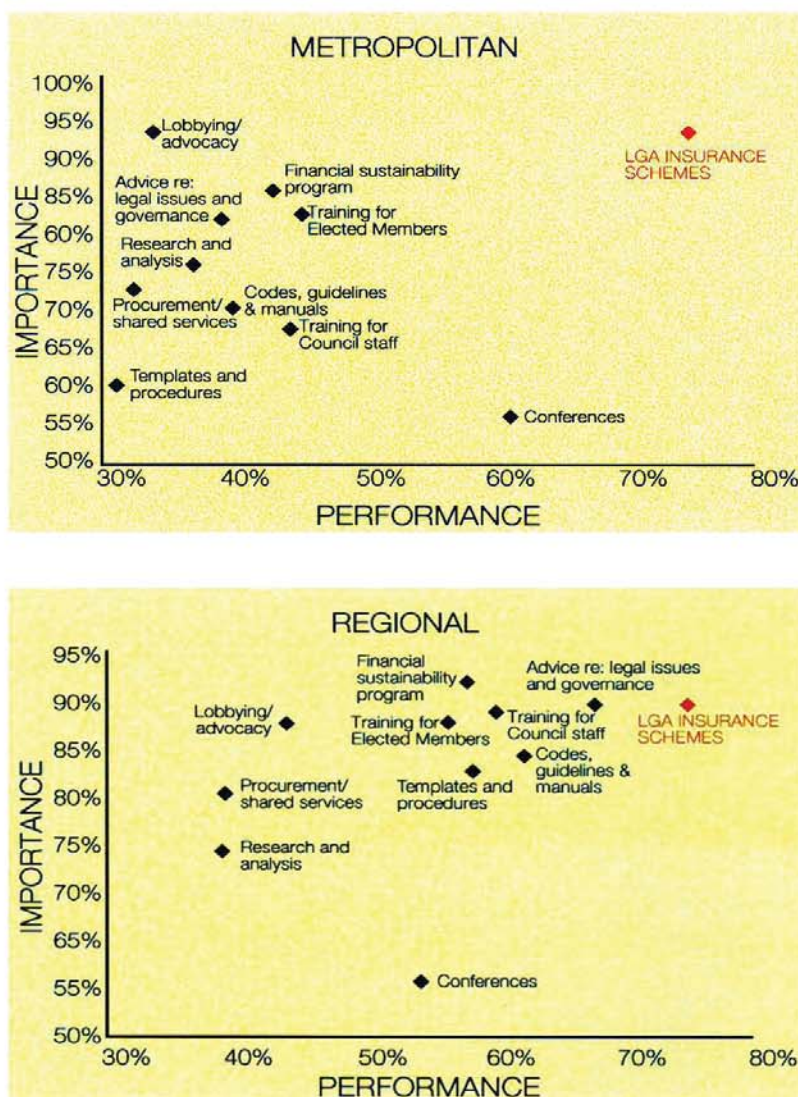 METROPOLITAN
100%
95%
90%
85%
80%
75%
70%
65%
60%
55%
50%
IMPORTANCE
Lobbying/
advocacy
LGA INSURANCE
SCHEMES
Financial sustainability
program
Advice re:
legal issues and
governance
Training for
Elected Members
Research and
analysis
Procurement/
shared services
Codes, guidelines
& manuals
Training for
Council staff
Templates and
procedures
Conferences
30%
40%
50%
60%
70%
80%
PERFORMANCE
REGIONAL
95%
90%
85%
80%
75%
70%
65%
60%
55%
50%
IMPORTANCE
Financial
sustainability
program
Advice re: legal issues
and governance
Lobbying/
advocacy
Training for
Elected Members
Training for
Council staff
LGA INSURANCE
SCHEMES
Codes,
guidelines &
manuals
Procurement/
shared services
Templates and
procedures
Research and
analysis
Conferences
30%
40%
50%
60%
70%
80%
PERFORMANCE